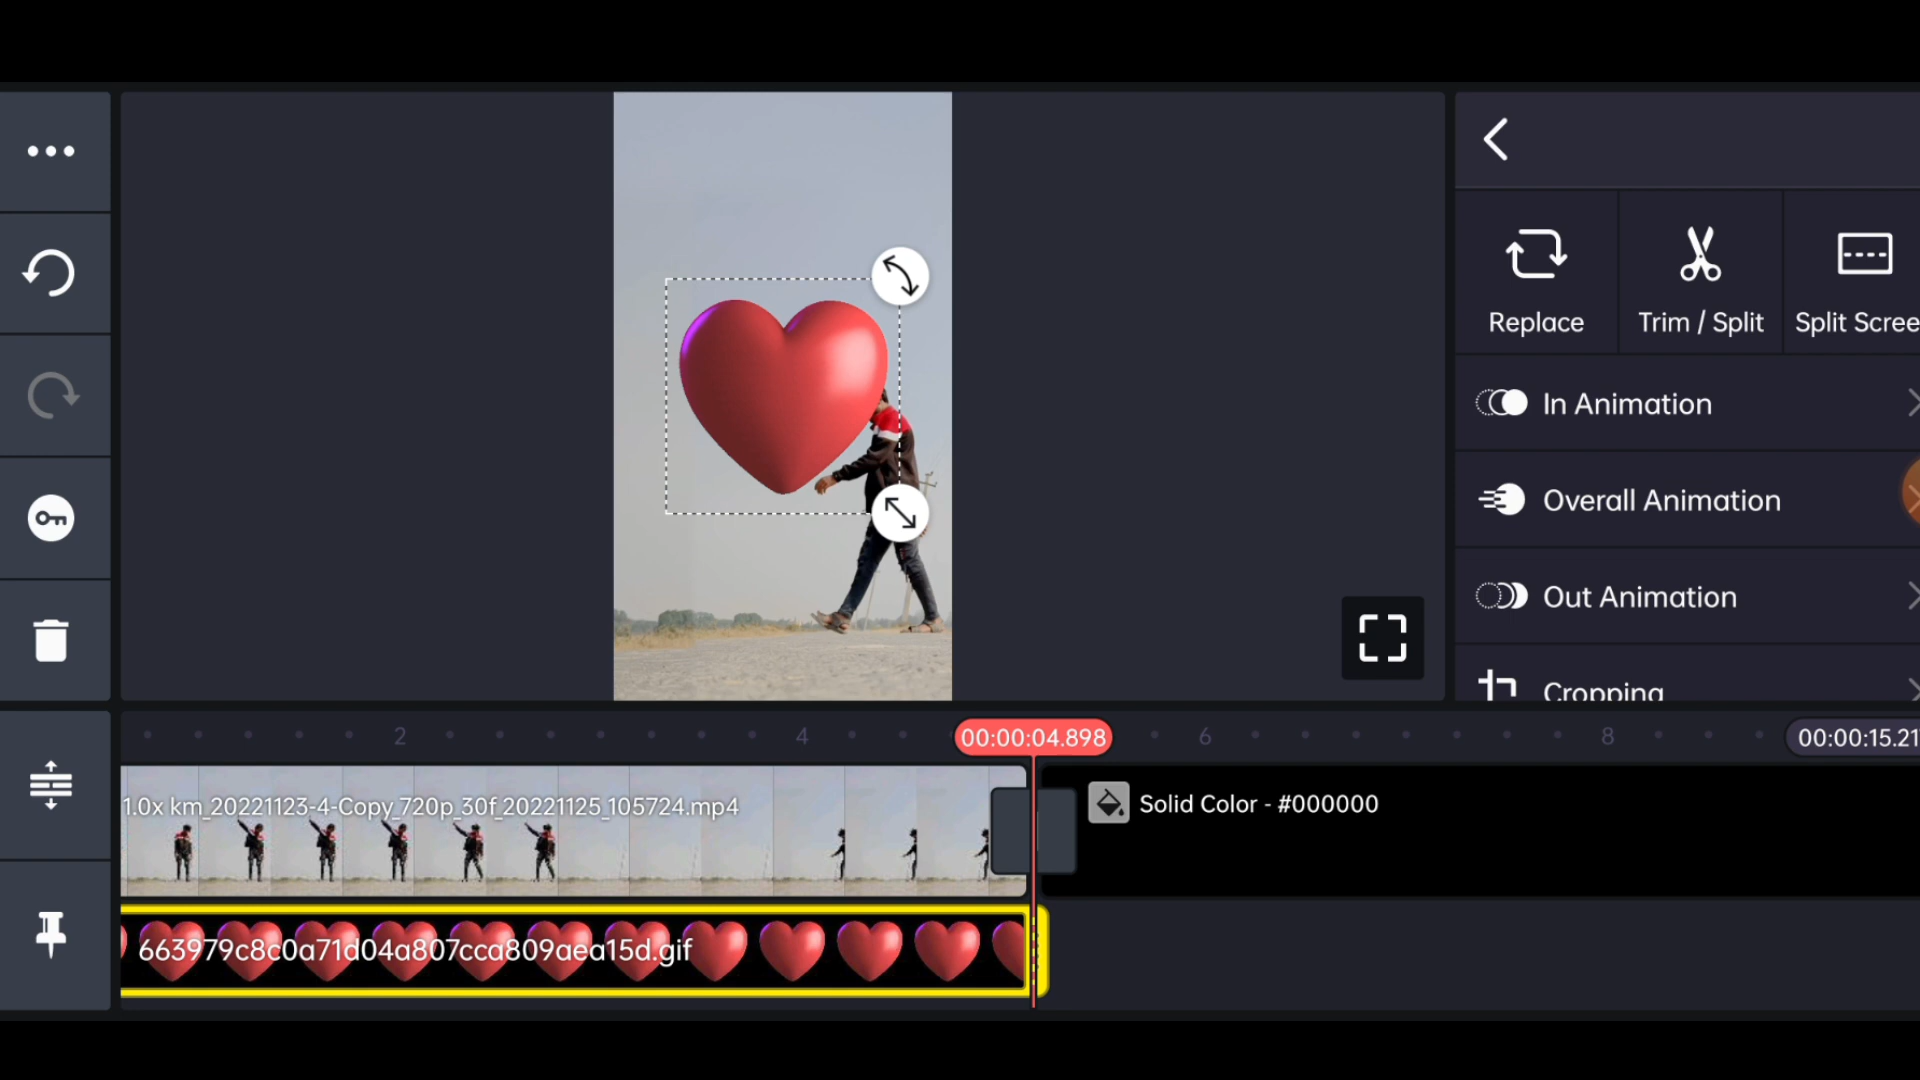 Replace
Trim / Split
Split Scree
In Animation
Overall Animation
Out Animation
Cropping
2
4
00:00:04.898
6
8
00:00:15.21
1.0x km_20221123-4-Copy_720p_30f_20221125_105724.mp4
Solid Color - #000000
663979c8c0a71d04a807cca809aea15d.gif